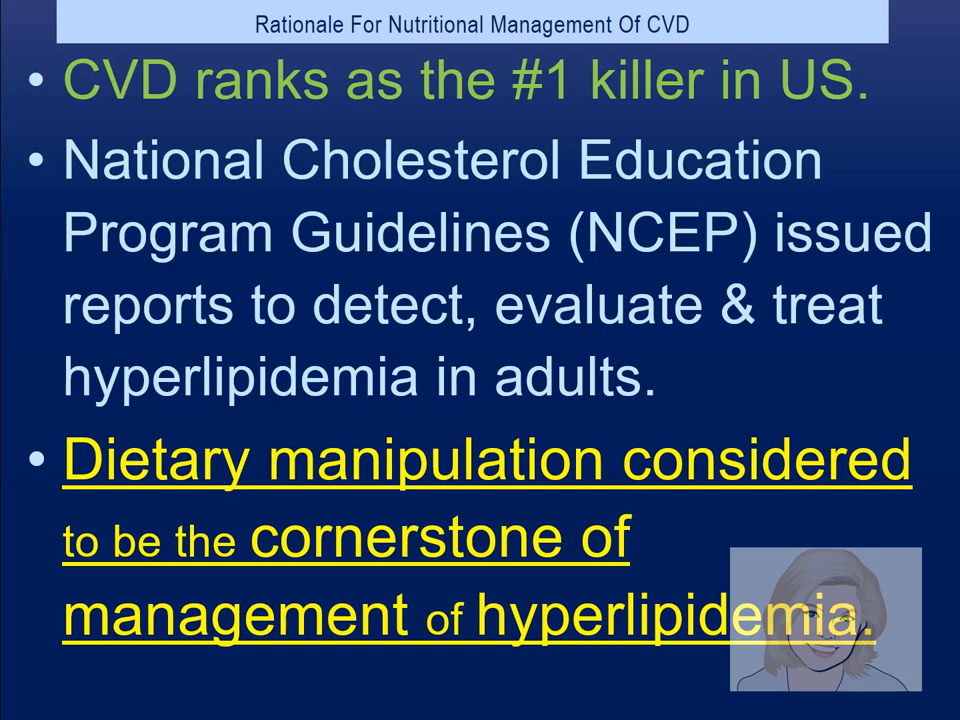 Rationale For Nutritional Management Of CVD
• CVD ranks as the #1 killer in US.
• National Cholesterol Education
Program Guidelines (NCEP) issued
reports to detect, evaluate & treat
hyperlipidemia in adults.
• Dietary manipulation considered
to be the cornerstone of
management of hyperlipidemia.